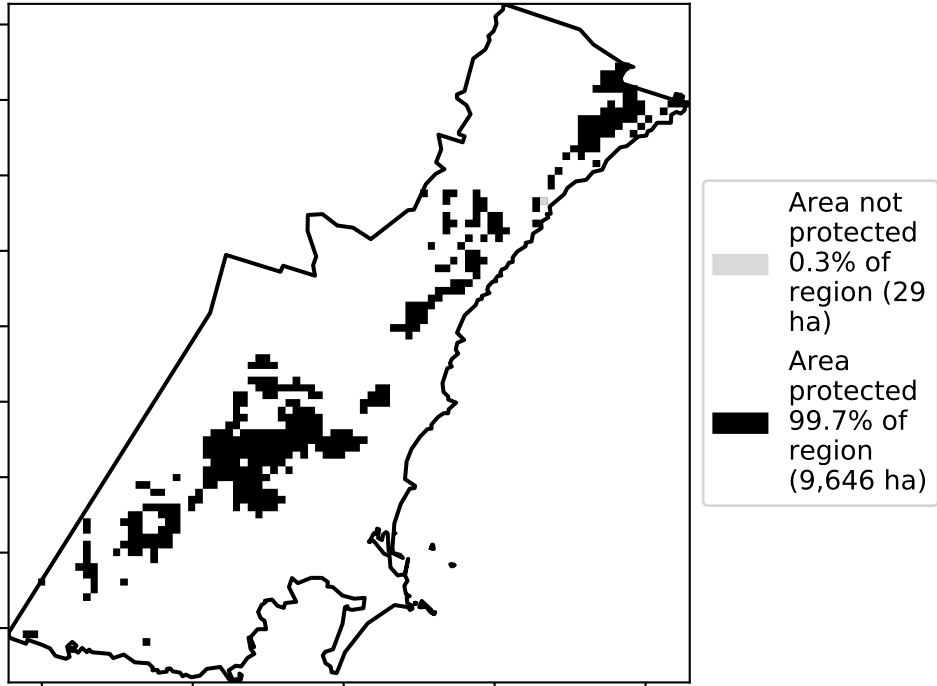 Area not
protected
0.3% of
region (29
ha)
Area
protected
99.7% of
region
(9,646 ha)